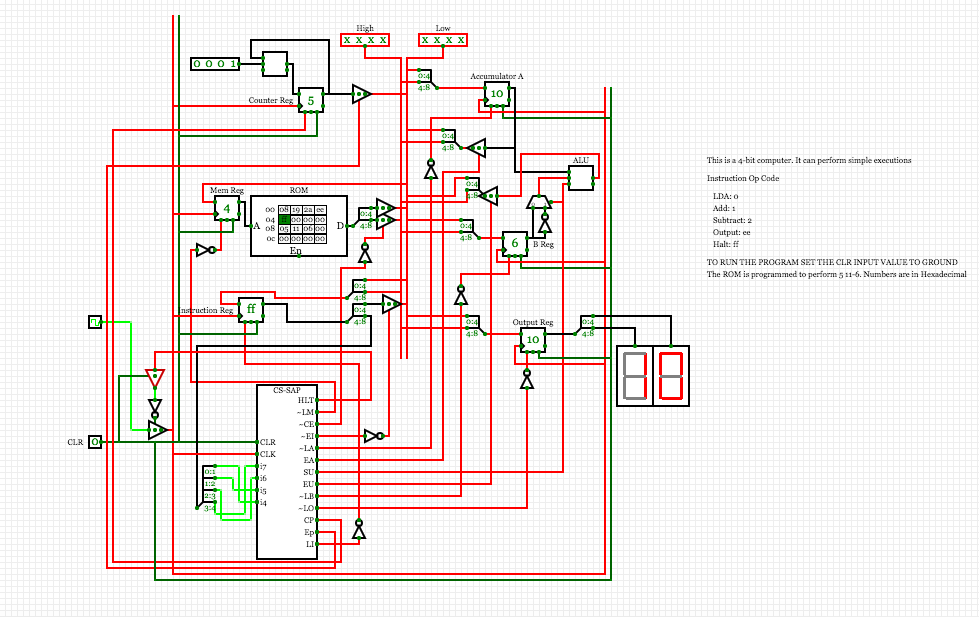 High Low
X X X X X X X X
0 0 0 1
0:4
4:8
Accumulator A
10
Counter Reg
5
0:4
4:8
ALU
This is a 4-bit computer. It can perform simple executions
Instruction Op Code
LDA: 0
Add: 1
Subtract: 2
Output: ee
Halt: ff
TO RUN THE PROGRAM SET THE CLR INPUT VALUE TO GROUND
The ROM is programmed to perform 5 11-6. Numbers are in Hexadecimal
Mem Reg
4
ROM
00 08 19 2a ee
04 00 00 00
08 05 11 06 00
0c 00 00 00 00
A D
En
0:4
4:8
0:4
4:8
0:4
4:8
6
B Reg
0:4
4:8
0:4
4:8
Instruction Reg
ff
0:4
4:8
Output Reg
10
0:4
4:8
10
CLR
0
CS-SAP
HLT
~LM
~CE
~EI
~LA
EA
SU
EU
~LB
~LO
CP
Ep
LI
CLR
CLK
i7
i6
i5
i4
0:1
1:2
2:3
3:4